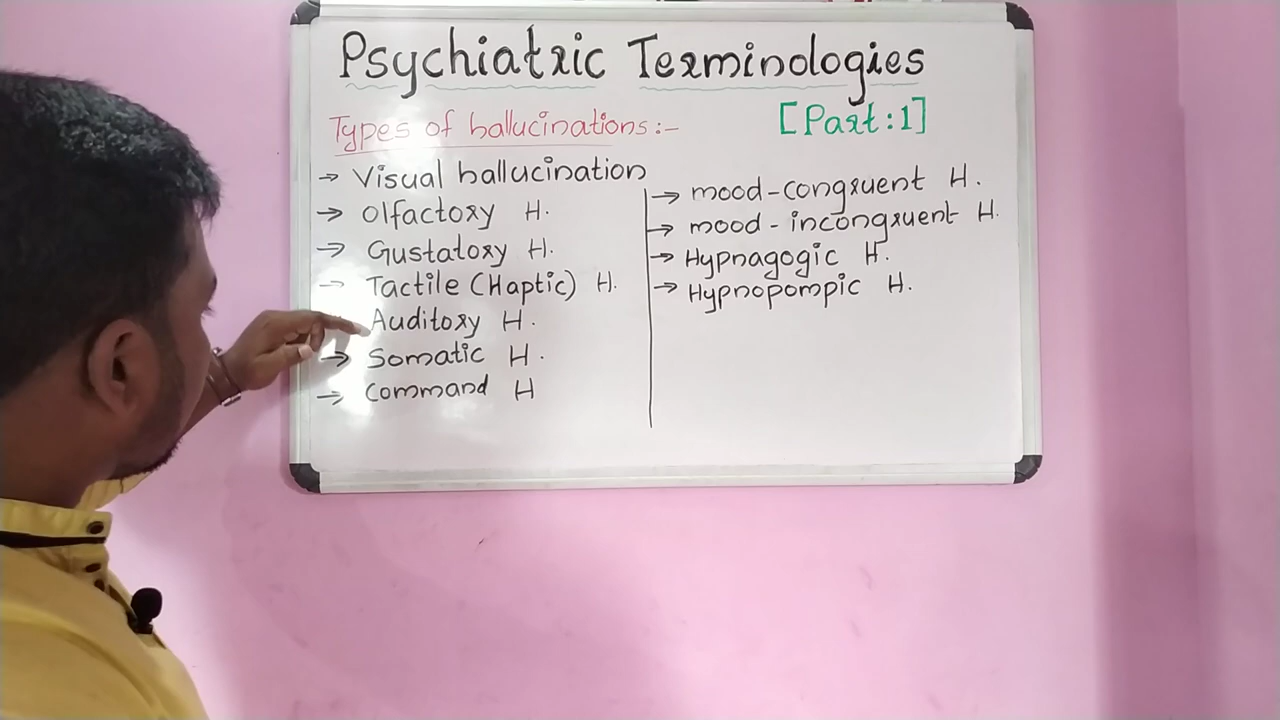 Psychiatric Terminologies
[Part:1]
Types of hallucinations:-
→ Visual hallucination
→ Olfactory H.
→ Gustatory H.
→ Tactile (Haptic) H.
Auditory H.
→ Somatic H.
→ Command H
→ mood-congruent H.
→ mood-incongruent H.
→ Hypnagogic H.
→ Hypnopompic H.